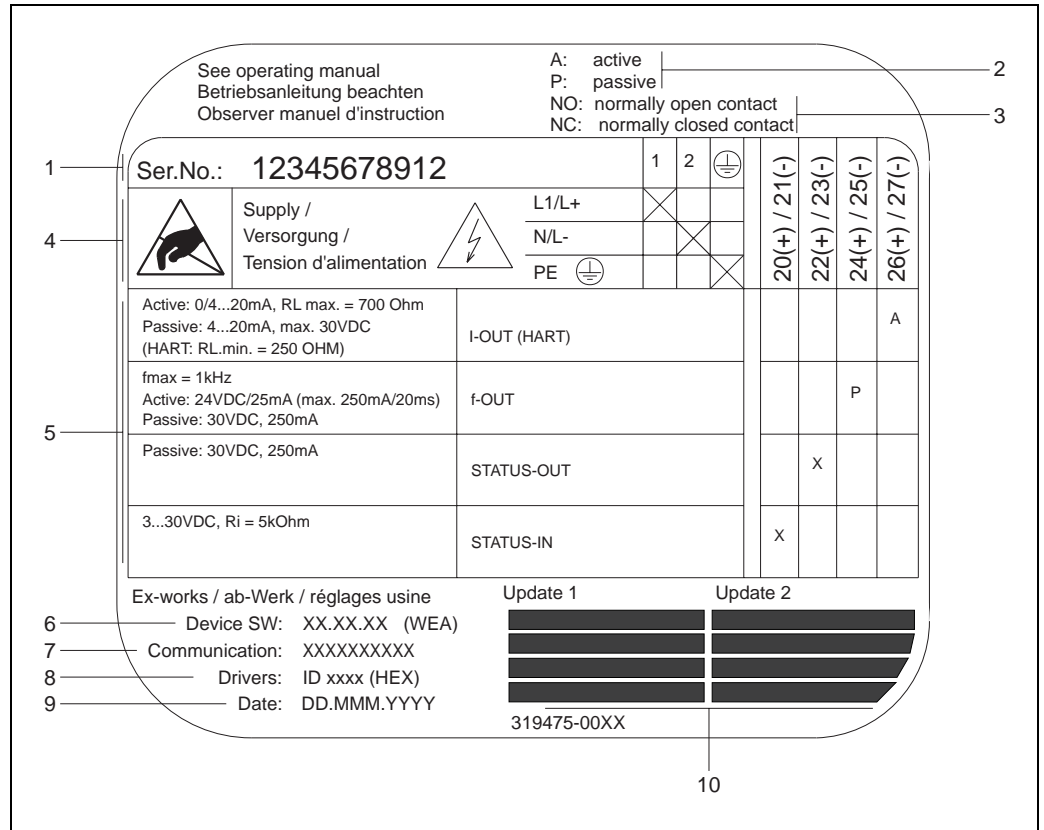 See operating manual
Betriebsanleitung beachten
Observer manuel d'instruction
A: active
P: passive
NO: normally open contact
NC: normally closed contact
2
3
1
Ser.No.: 12345678912
1 2
20(+) / 21(-)
22(+) / 23(-)
24(+) / 25(-)
26(+) / 27(-)
4
Supply /
Versorgung /
Tension d'alimentation
L1/L+
N/L-
PE
5
Active: 0/4...20mA, RL max. = 700 Ohm
Passive: 4...20mA, max. 30VDC
(HART: RL.min. = 250 OHM)
I-OUT (HART)
A
fmax = 1kHz
Active: 24VDC/25mA (max. 250mA/20ms)
Passive: 30VDC, 250mA
f-OUT
P
Passive: 30VDC, 250mA
STATUS-OUT
X
3...30VDC, Ri = 5kOhm
STATUS-IN
X
Ex-works / ab-Werk / réglages usine
Update 1
Update 2
6
Device SW: XX.XX.XX (WEA)
7
Communication: XXXXXXXXXX
8
Drivers: ID xxxx (HEX)
9
Date: DD.MMM.YYYY
319475-00XX
10